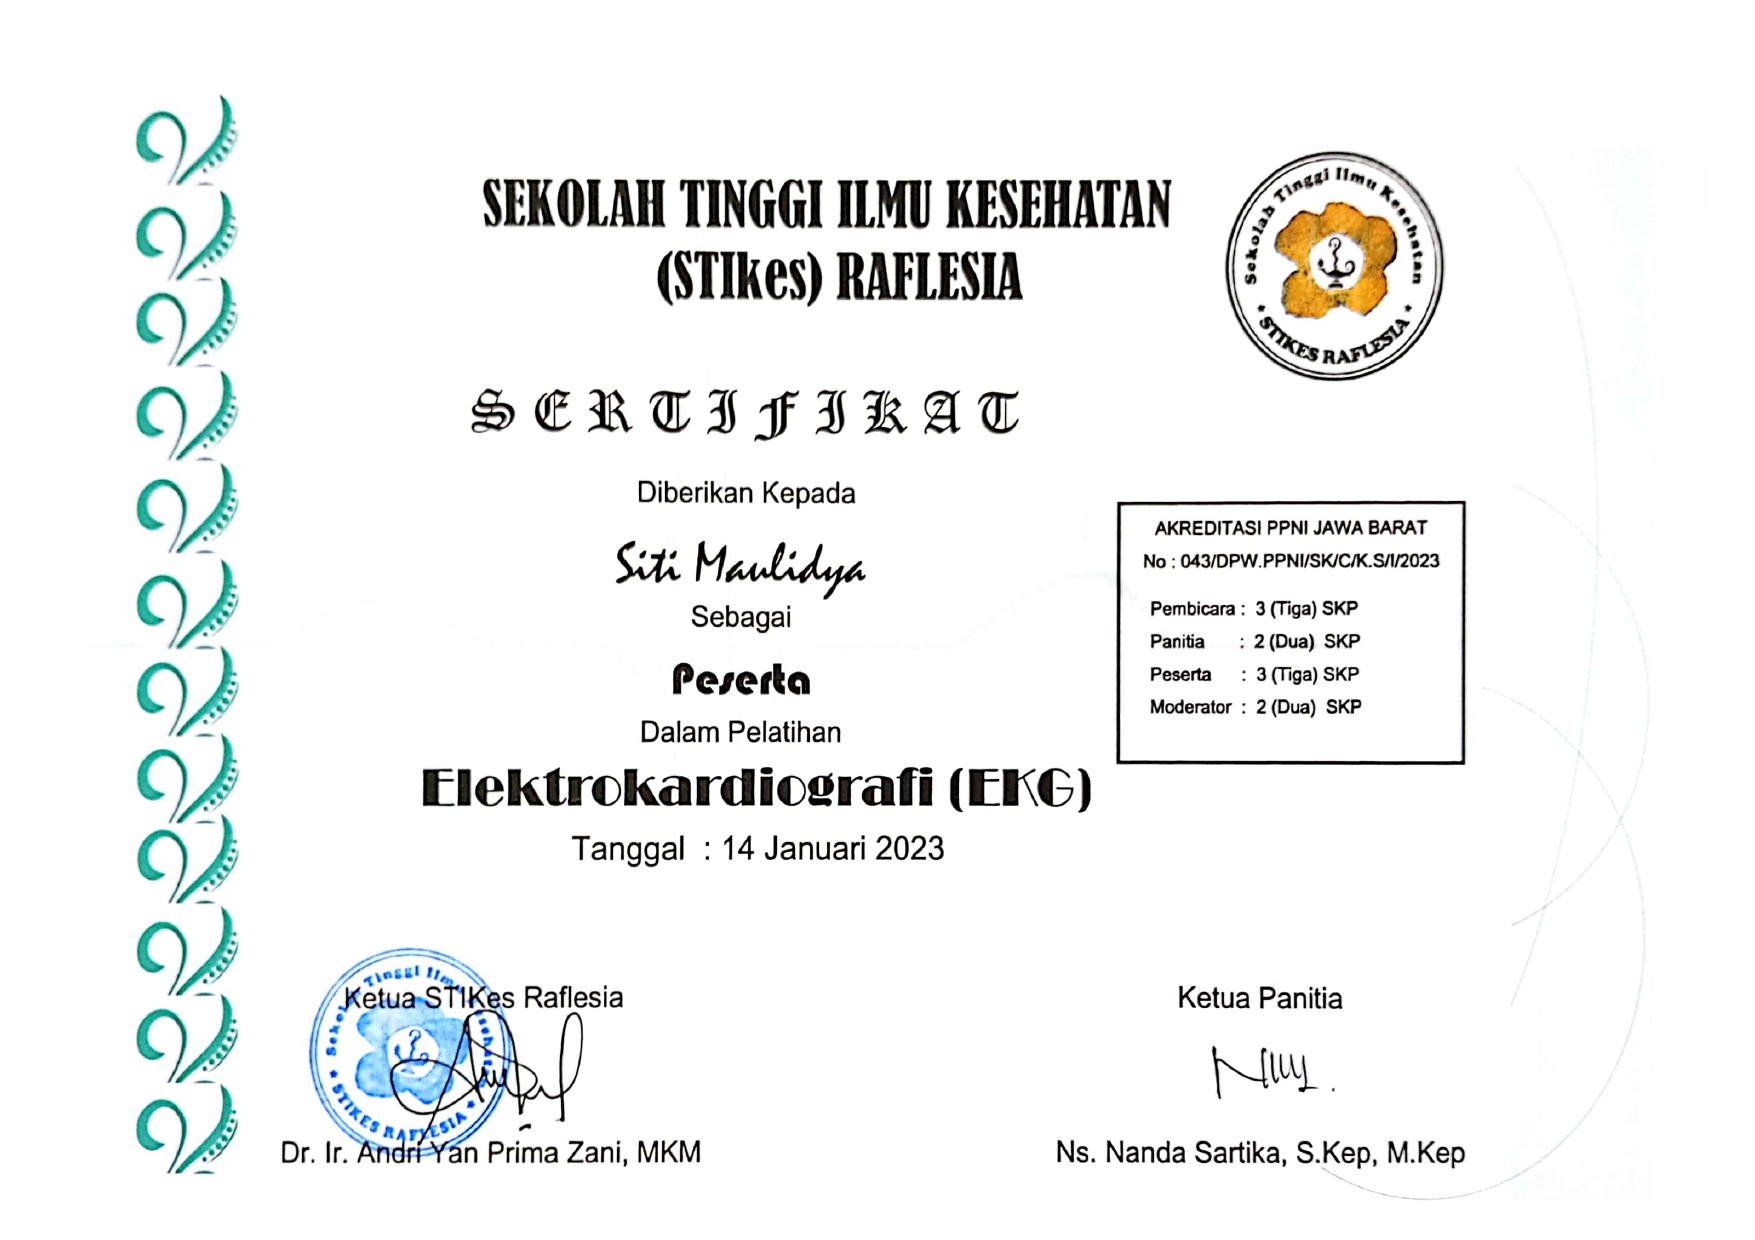 SEKOLAH TINGGI ILMU KESEHATAN
(STIkes) RAFLESIA
Sekolah Tinggi Ilmu Kesehatan
* STIKES RAFLESIA *
SERTIFIKAT
Diberikan Kepada
Siti Maulidya
Sebagai
Peserta
Dalam Pelatihan
Elektrokardiografi (EKG)
Tanggal : 14 Januari 2023
AKREDITASI PPNI JAWA BARAT
No : 043/DPW.PPNI/SK/C/K.S/I/2023
Pembicara : 3 (Tiga) SKP
Panitia : 2 (Dua) SKP
Peserta : 3 (Tiga) SKP
Moderator : 2 (Dua) SKP
Ketua STIKes Raflesia
Sekolah Tinggi Ilmu Kesehatan
* STIKES RAFLESIA *
Dr. Ir. Andri Yan Prima Zani, MKM
Ketua Panitia
Ns. Nanda Sartika, S.Kep, M.Kep